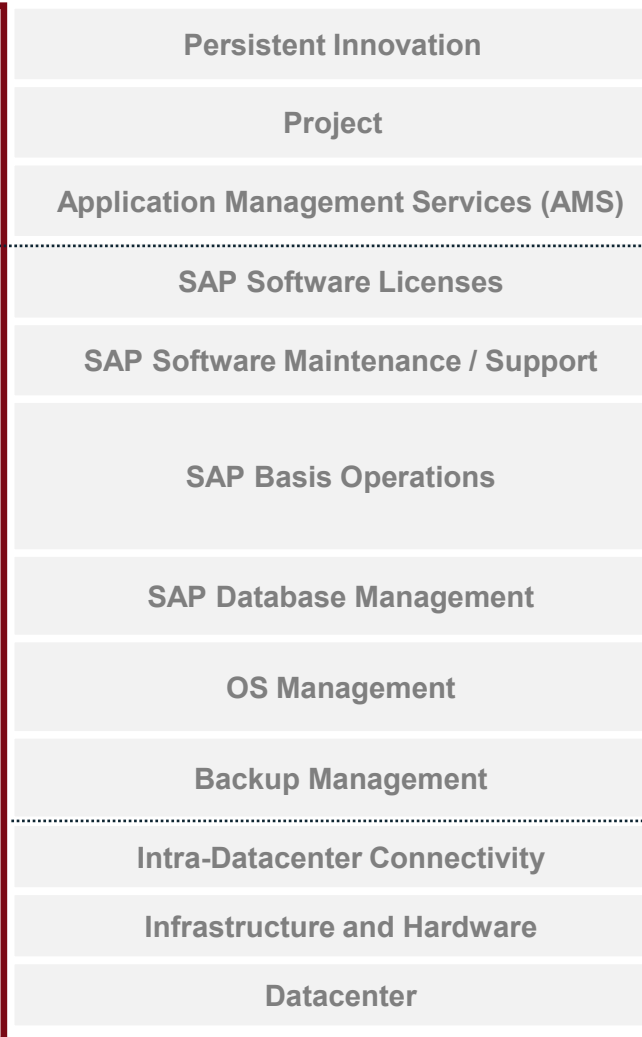 Persistent Innovation
Project
Application Management Services (AMS)
SAP Software Licenses
SAP Software Maintenance / Support
SAP Basis Operations
SAP Database Management
OS Management
Backup Management
Intra-Datacenter Connectivity
Infrastructure and Hardware
Datacenter